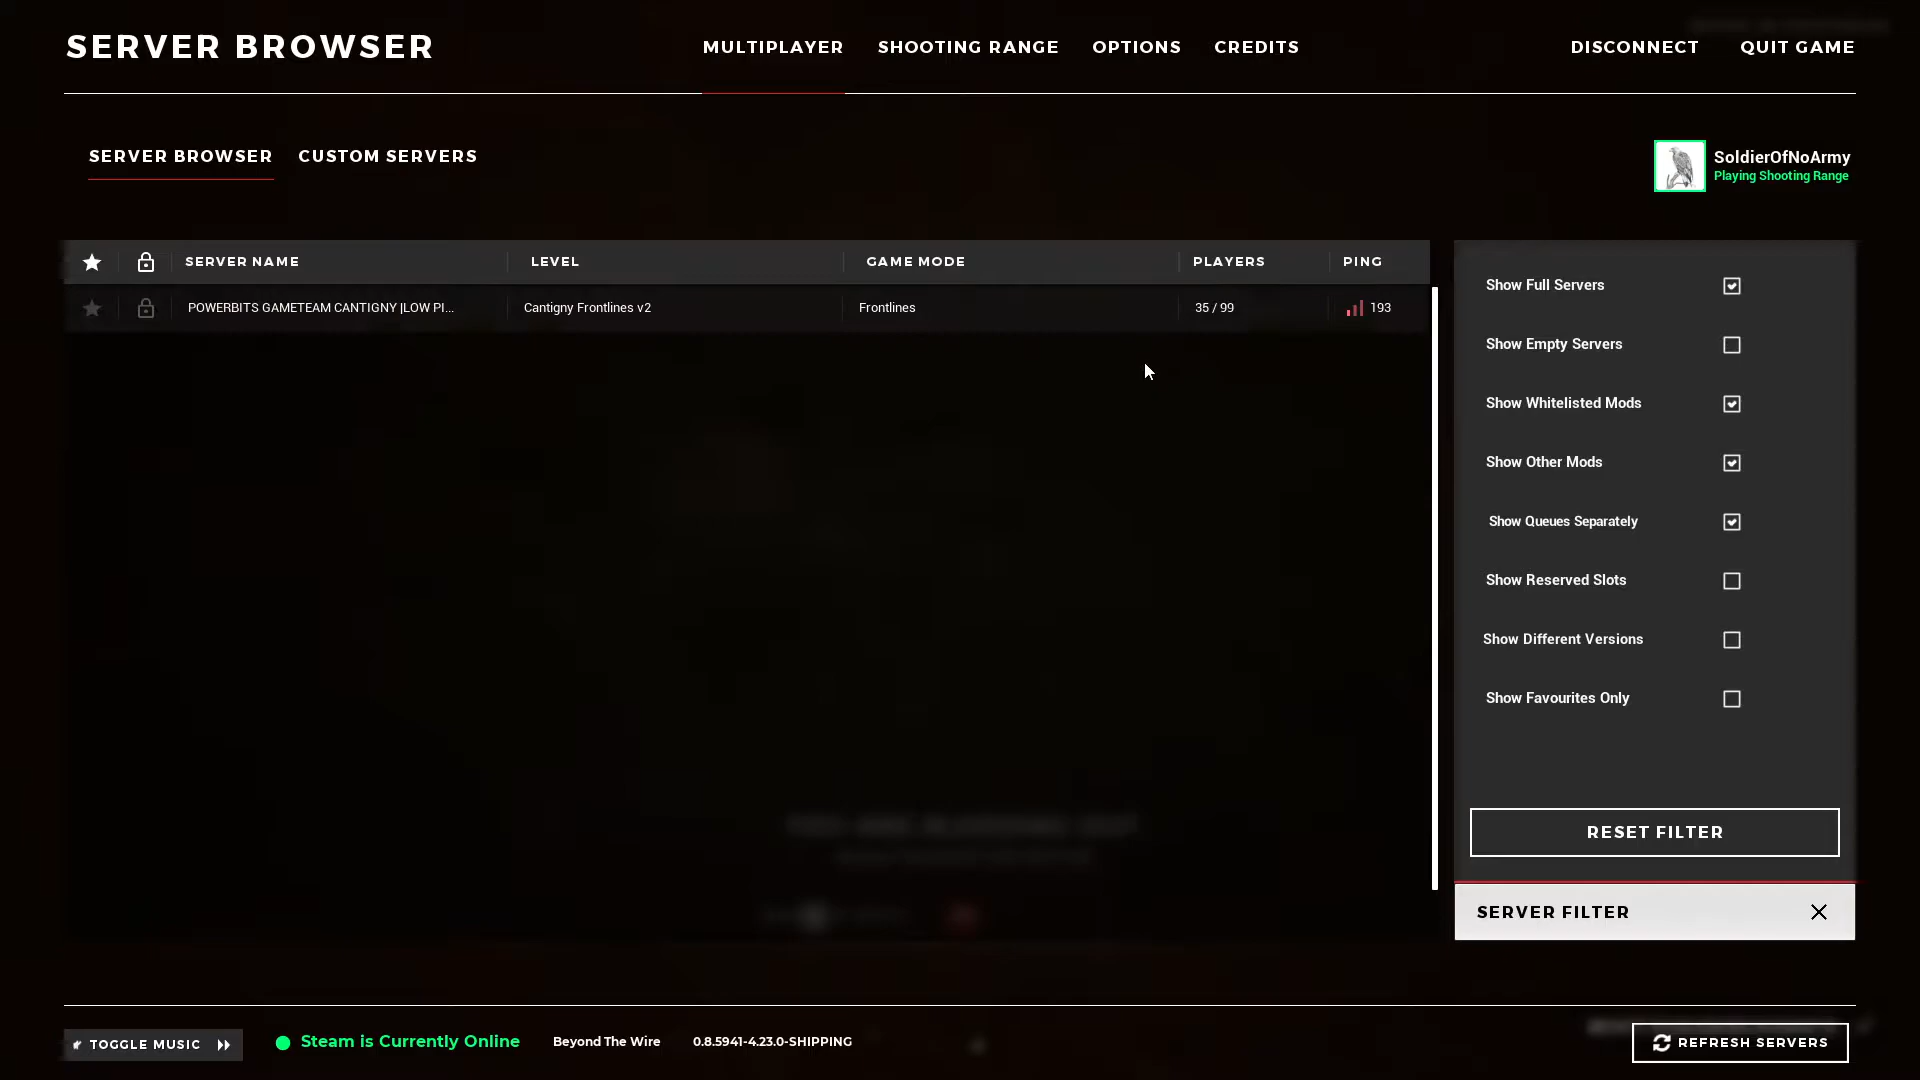 SERVER BROWSER
MULTIPLAYER SHOOTING RANGE OPTIONS CREDITS
DISCONNECT QUIT GAME
SERVER BROWSER CUSTOM SERVERS
SoldierOfNoArmy
Playing Shooting Range
SERVER NAME LEVEL GAME MODE PLAYERS PING
POWERBITS GAMETEAM CANTIGNY |LOW PI... Cantigny Frontlines v2 Frontlines 35 / 99 193
Show Full Servers
Show Empty Servers
Show Whitelisted Mods
Show Other Mods
Show Queues Separately
Show Reserved Slots
Show Different Versions
Show Favourites Only
RESET FILTER
SERVER FILTER
TOGGLE MUSIC Steam is Currently Online Beyond The Wire 0.8.5941-4.23.0-SHIPPING REFRESH SERVERS